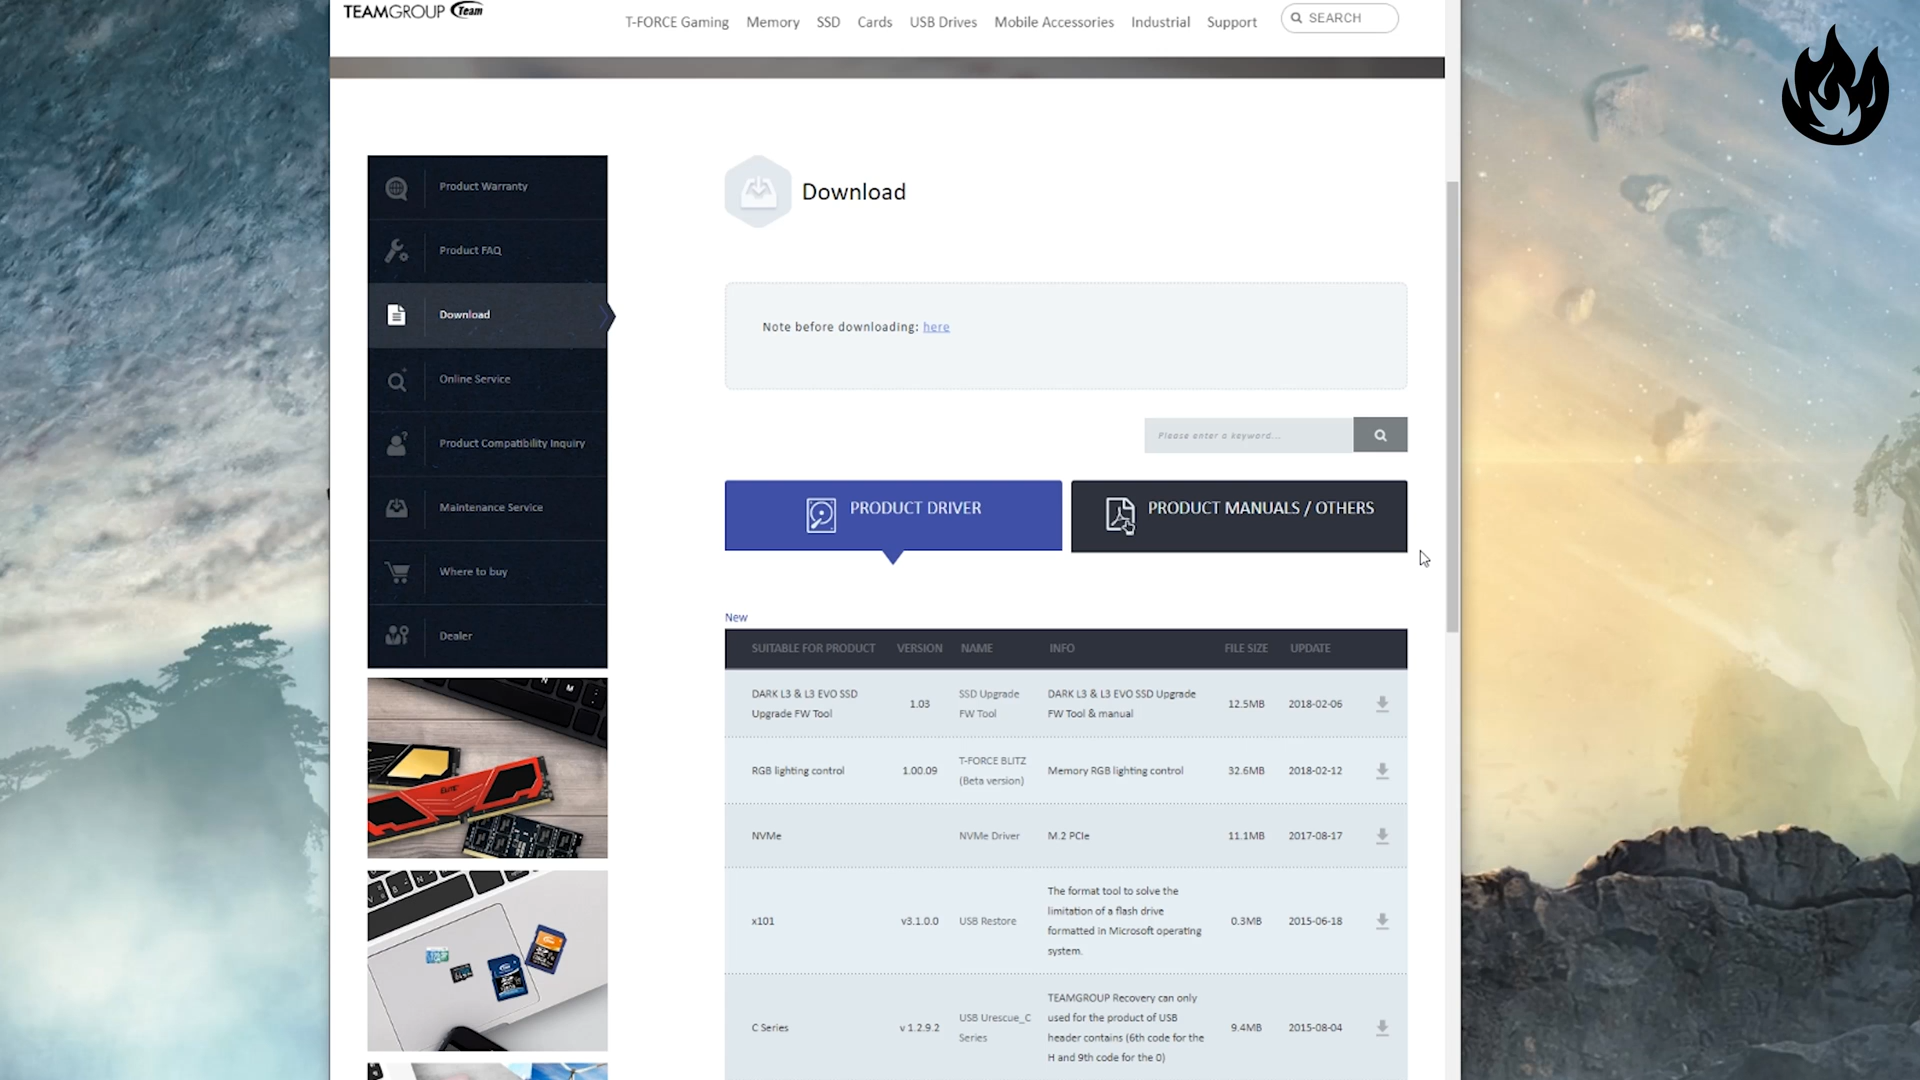 TEAMGROUP Team
T-FORCE Gaming Memory SSD Cards USB Drives Mobile Accessories Industrial Support SEARCH
Product Warranty
Product FAQ
Download
Online Service
Product Compatibility Inquiry
Maintenance Service
Where to buy
Dealer
Download
Note before downloading: here
Please enter a keyword...
PRODUCT DRIVER
PRODUCT MANUALS / OTHERS
New
SUITABLE FOR PRODUCT VERSION NAME INFO FILE SIZE UPDATE
DARK L3 & L3 EVO SSD
Upgrade FW Tool
1.03
SSD Upgrade
FW Tool
DARK L3 & L3 EVO SSD Upgrade
FW Tool & manual
12.5MB
2018-02-06
RGB lighting control
1.00.09
T-FORCE BLITZ
(Beta version)
Memory RGB lighting control
32.6MB
2018-02-12
NVMe
NVMe Driver
M.2 PCIe
11.1MB
2017-08-17
x101
v3.1.0.0
USB Restore
The format tool to solve the
limitation of a flash drive
formatted in Microsoft operating
system.
0.3MB
2015-06-18
C Series
v 1.2.9.2
USB Urescue_C
Series
TEAMGROUP Recovery can only
used for the product of USB
header contains (6th code for the
H and 9th code for the 0)
9.4MB
2015-08-04
ELITE
N M